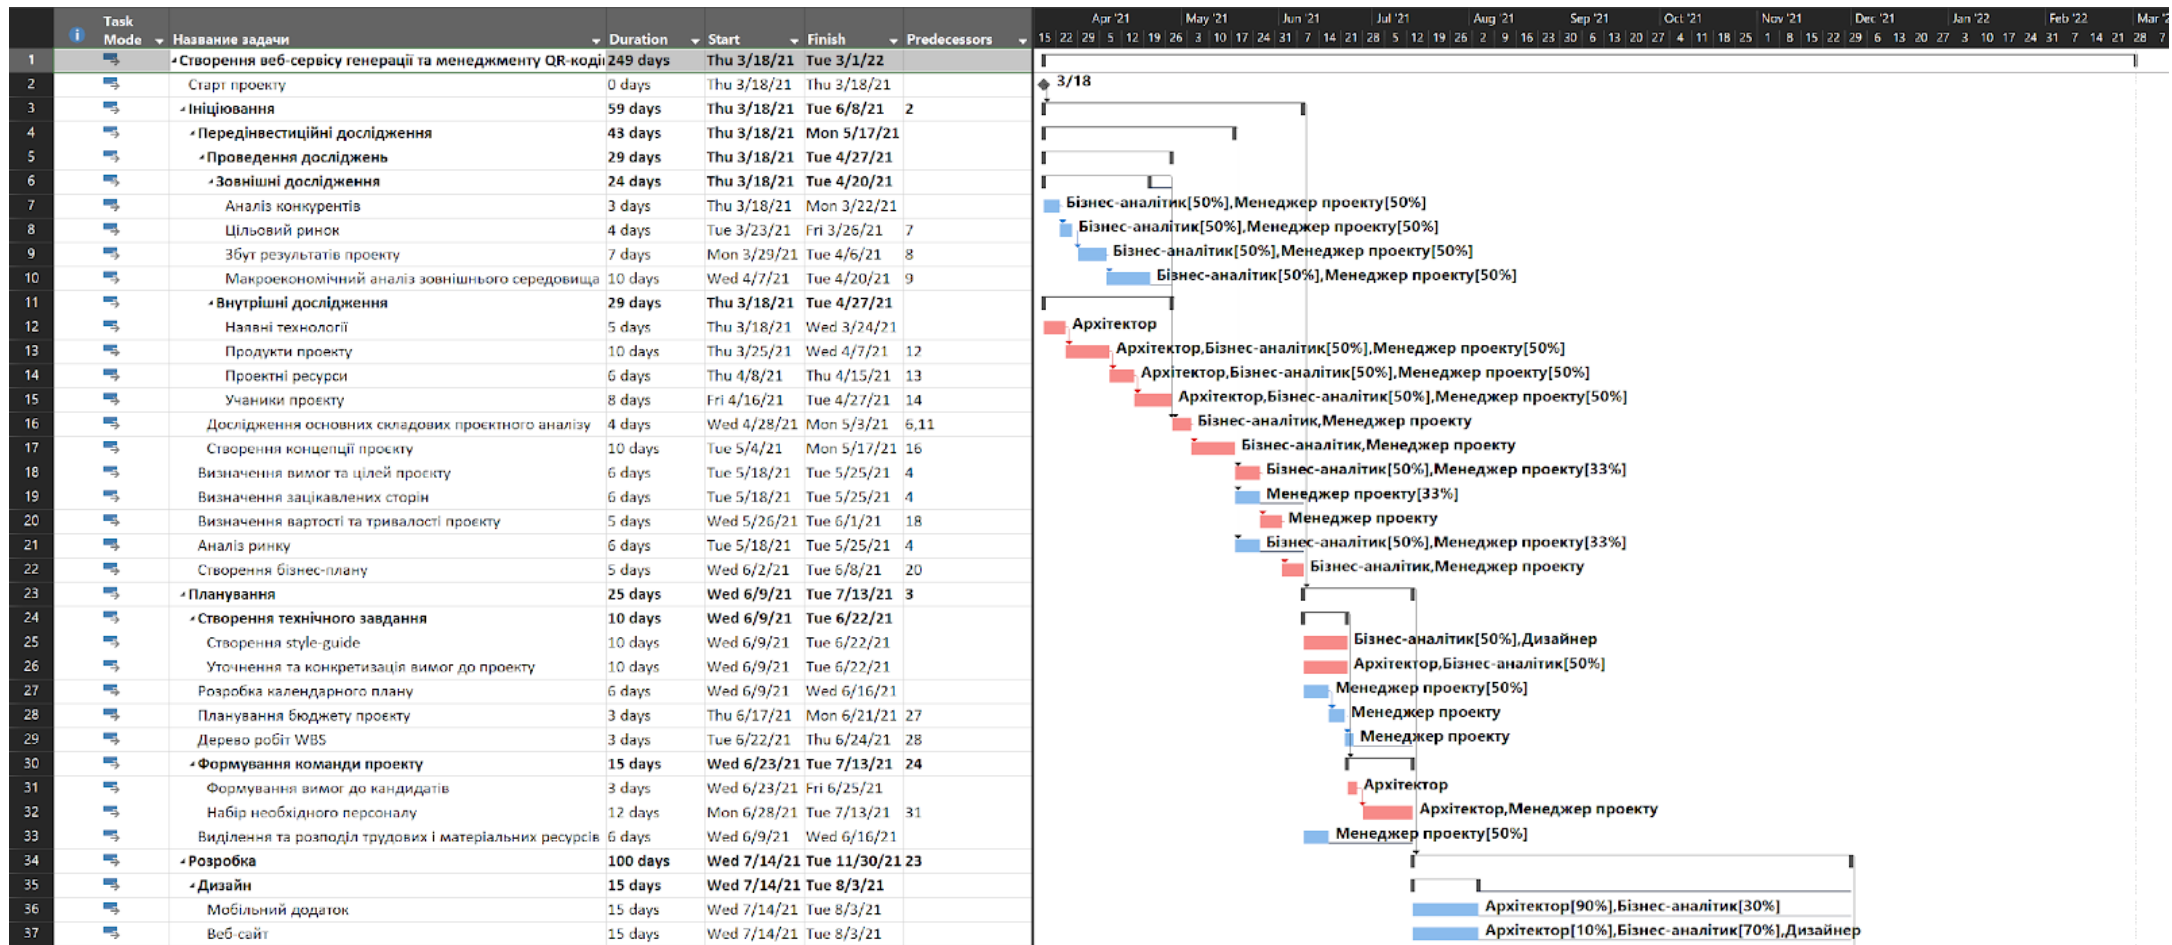 Apr '21 May '21 Jun '21 Jul '21 Aug '21 Sep '21 Oct '21 Nov '21 Dec '21 Jan '22 Feb '22 Mar '2
Task Mode Название задачи Duration Start Finish Predecessors 15 22 29 5 12 19 26 3 10 17 24 31 7 14 21 28 5 12 19 26 2 9 16 23 30 6 13 20 27 4 11 18 25 1 8 15 22 29 6 13 20 27 3 10 17 24 31 7 14 21 28 7
1 Створення веб-сервісу генерації та менеджменту QR-коді 249 days Thu 3/18/21 Tue 3/1/22
2 Старт проекту 0 days Thu 3/18/21 Thu 3/18/21 3/18
3 Ініціювання 59 days Thu 3/18/21 Tue 6/8/21 2
4 Передінвестиційні дослідження 43 days Thu 3/18/21 Mon 5/17/21
5 Проведення досліджень 29 days Thu 3/18/21 Tue 4/27/21
6 Зовнішні дослідження 24 days Thu 3/18/21 Tue 4/20/21
7 Аналіз конкурентів 3 days Thu 3/18/21 Mon 3/22/21 Бізнес-аналітик[50%],Менеджер проекту[50%]
8 Цільовий ринок 4 days Tue 3/23/21 Fri 3/26/21 7 Бізнес-аналітик[50%],Менеджер проекту[50%]
9 Збут результатів проекту 7 days Mon 3/29/21 Tue 4/6/21 8 Бізнес-аналітик[50%],Менеджер проекту[50%]
10 Макроекономічний аналіз зовнішнього середовища 10 days Wed 4/7/21 Tue 4/20/21 9 Бізнес-аналітик[50%],Менеджер проекту[50%]
11 Внутрішні дослідження 29 days Thu 3/18/21 Tue 4/27/21
12 Наявні технології 5 days Thu 3/18/21 Wed 3/24/21 Архітектор
13 Продукти проекту 10 days Thu 3/25/21 Wed 4/7/21 12 Архітектор,Бізнес-аналітик[50%],Менеджер проекту[50%]
14 Проектні ресурси 6 days Thu 4/8/21 Thu 4/15/21 13 Архітектор,Бізнес-аналітик[50%],Менеджер проекту[50%]
15 Учаники проєкту 8 days Fri 4/16/21 Tue 4/27/21 14 Архітектор,Бізнес-аналітик[50%],Менеджер проекту[50%]
16 Дослідження основних складових проєктного аналізу 4 days Wed 4/28/21 Mon 5/3/21 6,11 Бізнес-аналітик,Менеджер проекту
17 Створення концепції проєкту 10 days Tue 5/4/21 Mon 5/17/21 16 Бізнес-аналітик,Менеджер проекту
18 Визначення вимог та цілей проєкту 6 days Tue 5/18/21 Tue 5/25/21 4 Бізнес-аналітик[50%],Менеджер проекту[33%]
19 Визначення зацікавлених сторін 6 days Tue 5/18/21 Tue 5/25/21 4 Менеджер проекту[33%]
20 Визначення вартості та тривалості проєкту 5 days Wed 5/26/21 Tue 6/1/21 18 Менеджер проекту
21 Аналіз ринку 6 days Tue 5/18/21 Tue 5/25/21 4 Бізнес-аналітик[50%],Менеджер проекту[33%]
22 Створення бізнес-плану 5 days Wed 6/2/21 Tue 6/8/21 20 Бізнес-аналітик,Менеджер проекту
23 Планування 25 days Wed 6/9/21 Tue 7/13/21 3
24 Створення технічного завдання 10 days Wed 6/9/21 Tue 6/22/21
25 Створення style-guide 10 days Wed 6/9/21 Tue 6/22/21 Бізнес-аналітик[50%],Дизайнер
26 Уточнення та конкретизація вимог до проекту 10 days Wed 6/9/21 Tue 6/22/21 Архітектор,Бізнес-аналітик[50%]
27 Розробка календарного плану 6 days Wed 6/9/21 Wed 6/16/21 Менеджер проекту[50%]
28 Планування бюджету проєкту 3 days Thu 6/17/21 Mon 6/21/21 27 Менеджер проекту
29 Дерево робіт WBS 3 days Tue 6/22/21 Thu 6/24/21 28 Менеджер проекту
30 Формування команди проекту 15 days Wed 6/23/21 Tue 7/13/21 24
31 Формування вимог до кандидатів 3 days Wed 6/23/21 Fri 6/25/21 Архітектор
32 Набір необхідного персоналу 12 days Mon 6/28/21 Tue 7/13/21 31 Архітектор,Менеджер проекту
33 Виділення та розподіл трудових і матеріальних ресурсів 6 days Wed 6/9/21 Wed 6/16/21 Менеджер проекту[50%]
34 Розробка 100 days Wed 7/14/21 Tue 11/30/21 23
35 Дизайн 15 days Wed 7/14/21 Tue 8/3/21
36 Мобільний додаток 15 days Wed 7/14/21 Tue 8/3/21 Архітектор[90%],Бізнес-аналітик[30%]
37 Веб-сайт 15 days Wed 7/14/21 Tue 8/3/21 Архітектор[10%],Бізнес-аналітик[70%],Дизайнер